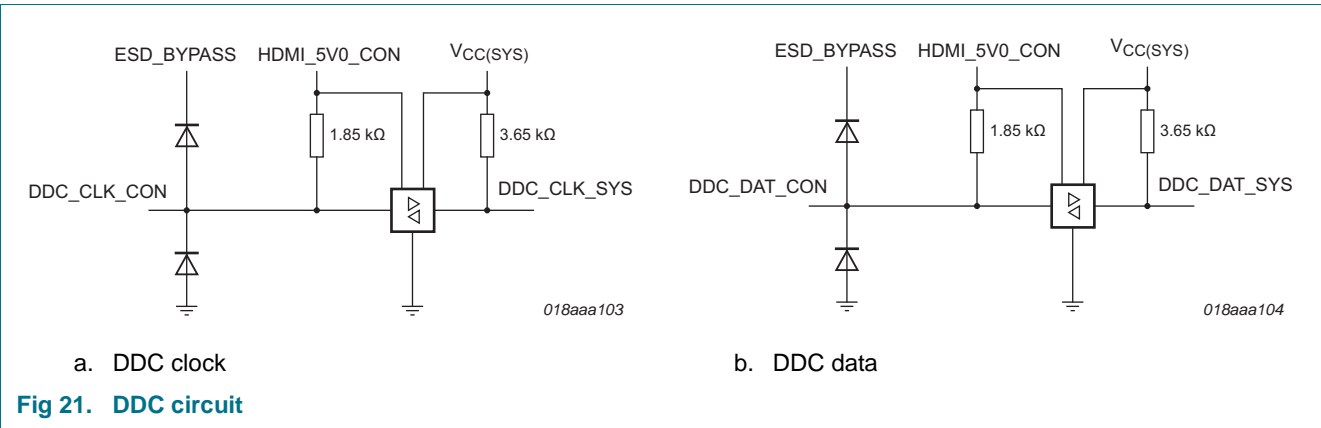 ESD_BYPASS HDMI_5V0_CON VCC(SYS)
1.85 kΩ 3.65 kΩ
DDC_CLK_CON DDC_CLK_SYS
018aaa103
a. DDC clock
ESD_BYPASS HDMI_5V0_CON VCC(SYS)
1.85 kΩ 3.65 kΩ
DDC_DAT_CON DDC_DAT_SYS
018aaa104
b. DDC data
Fig 21. DDC circuit